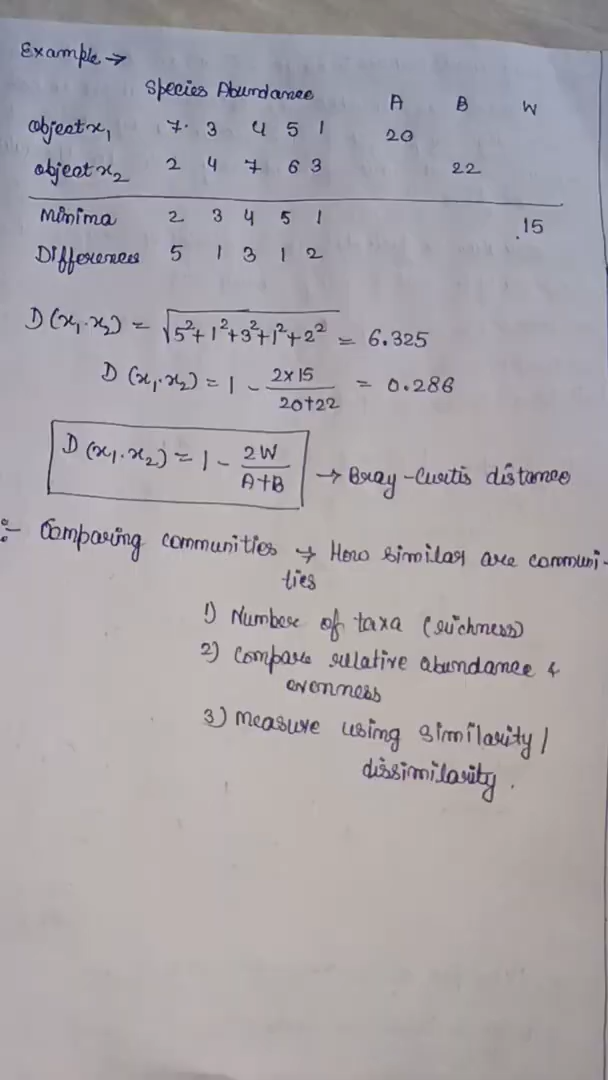 Example →
Species Abundance A B W
object x₁ 7 3 4 5 1 20
object x₂ 2 4 7 6 3 22
Minima 2 3 4 5 1 15
Differences 5 1 3 1 2
D (x₁.x₂) = √5²+1²+3²+1²+2² = 6.325
D (x₁.x₂) = 1 - 2×15/20+22 = 0.286
D (x₁.x₂) = 1 - 2W/A+B → Bray-Curtis distance
:- Comparing communities → How similar are communi-
ties
1) Number of taxa (richness)
2) Compare relative abundance &
evenness
3) Measure using similarity /
dissimilarity.